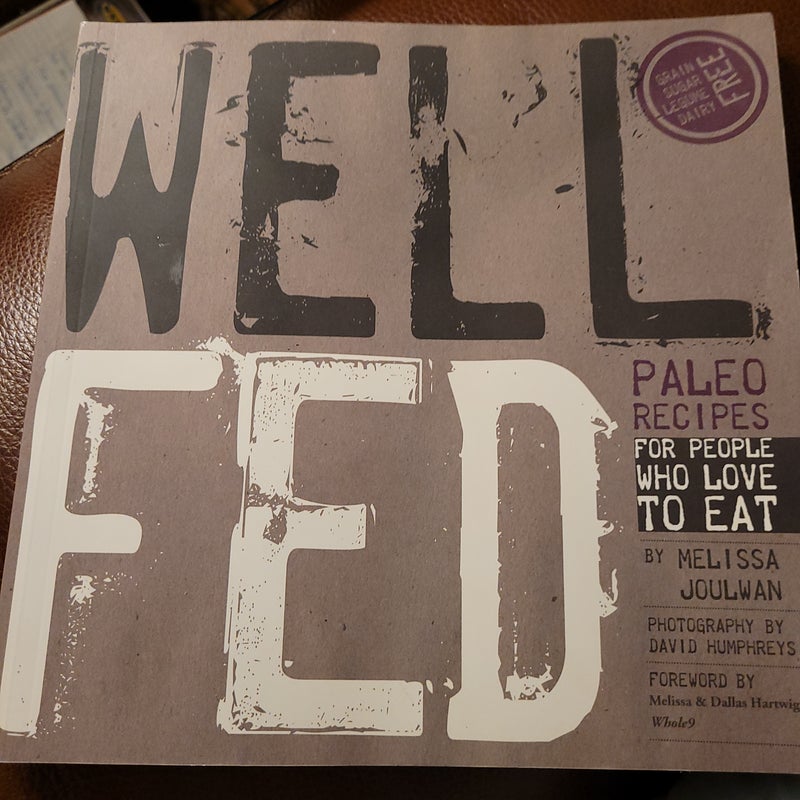 WELL
GRAIN
SUGAR
LEGUME
DAIRY
FREE
FED
PALEO
RECIPES
FOR PEOPLE
WHO LOVE
TO EAT
BY MELISSA
JOULWAN
PHOTOGRAPHY BY
DAVID HUMPHREYS
FOREWORD BY
Melissa & Dallas Hartwig
Whole9